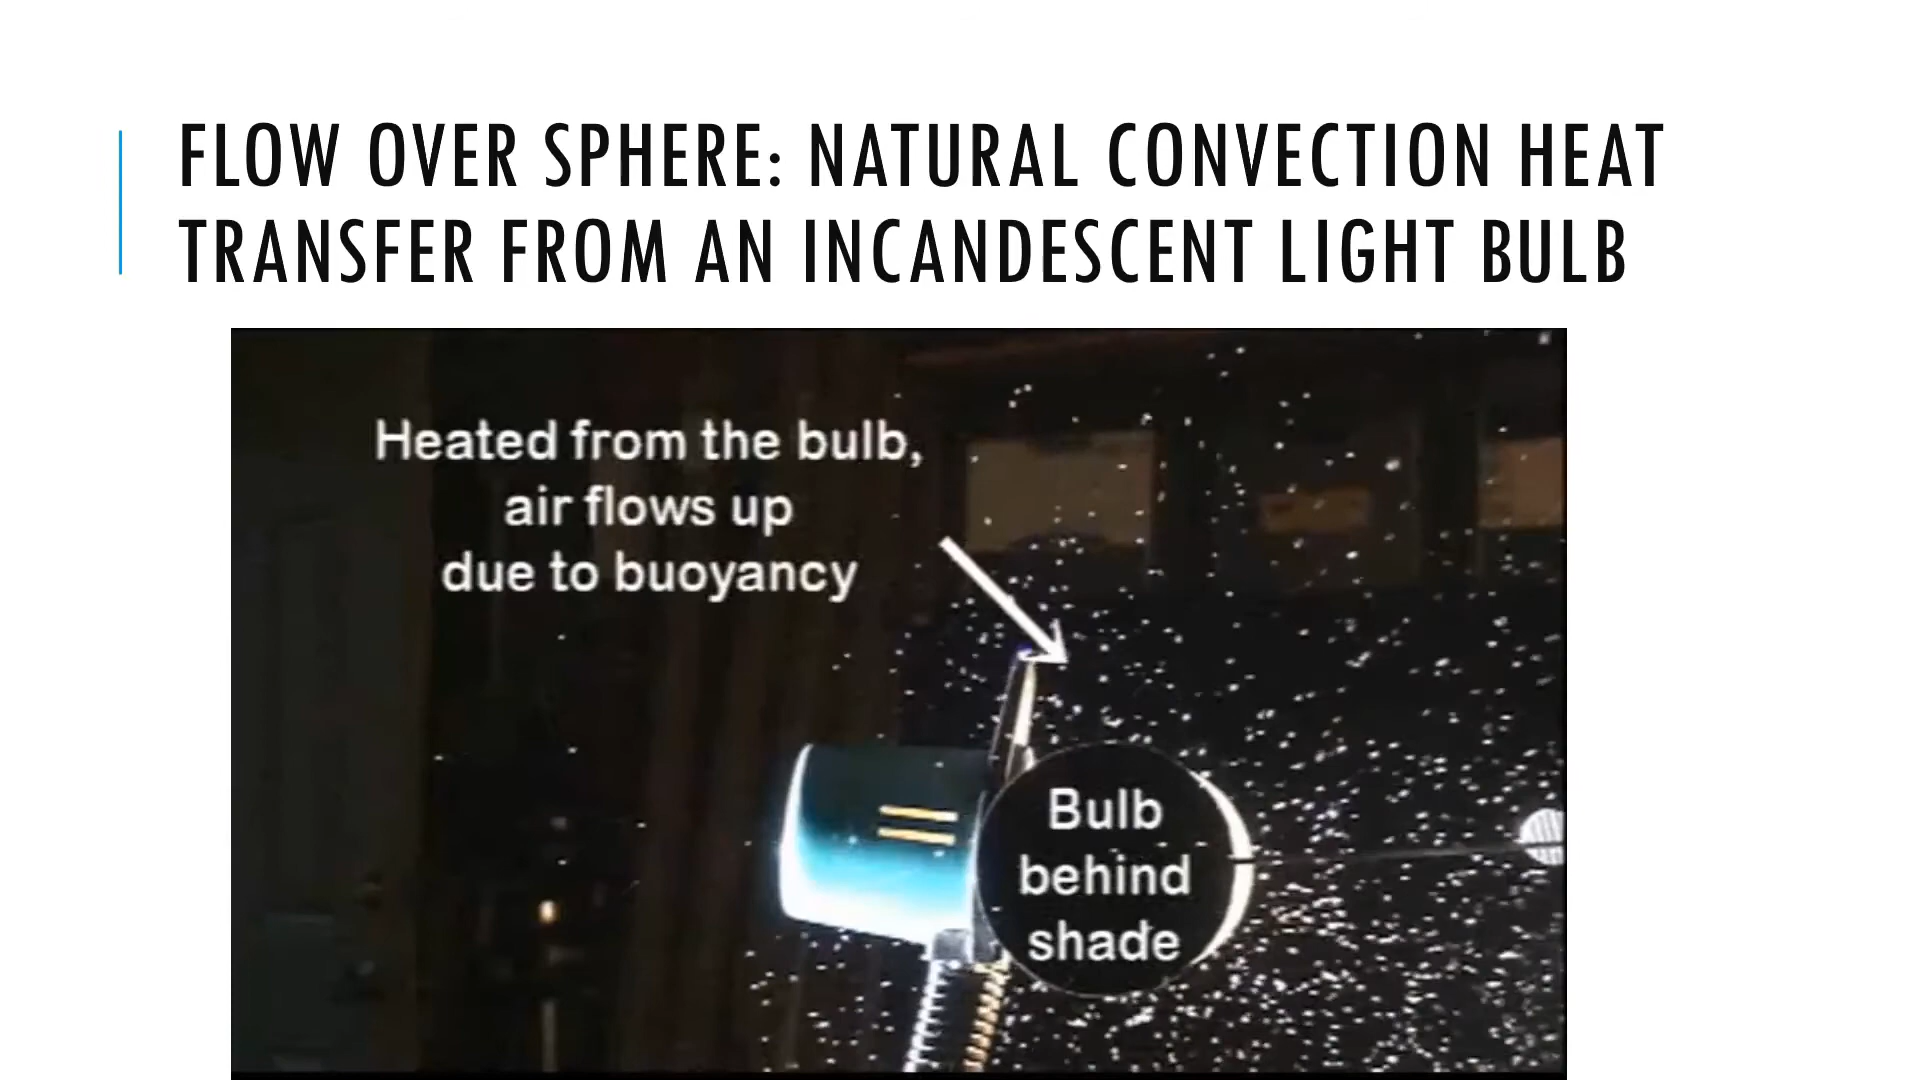 FLOW OVER SPHERE: NATURAL CONVECTION HEAT
TRANSFER FROM AN INCANDESCENT LIGHT BULB
Heated from the bulb,
air flows up
due to buoyancy
Bulb
behind
shade